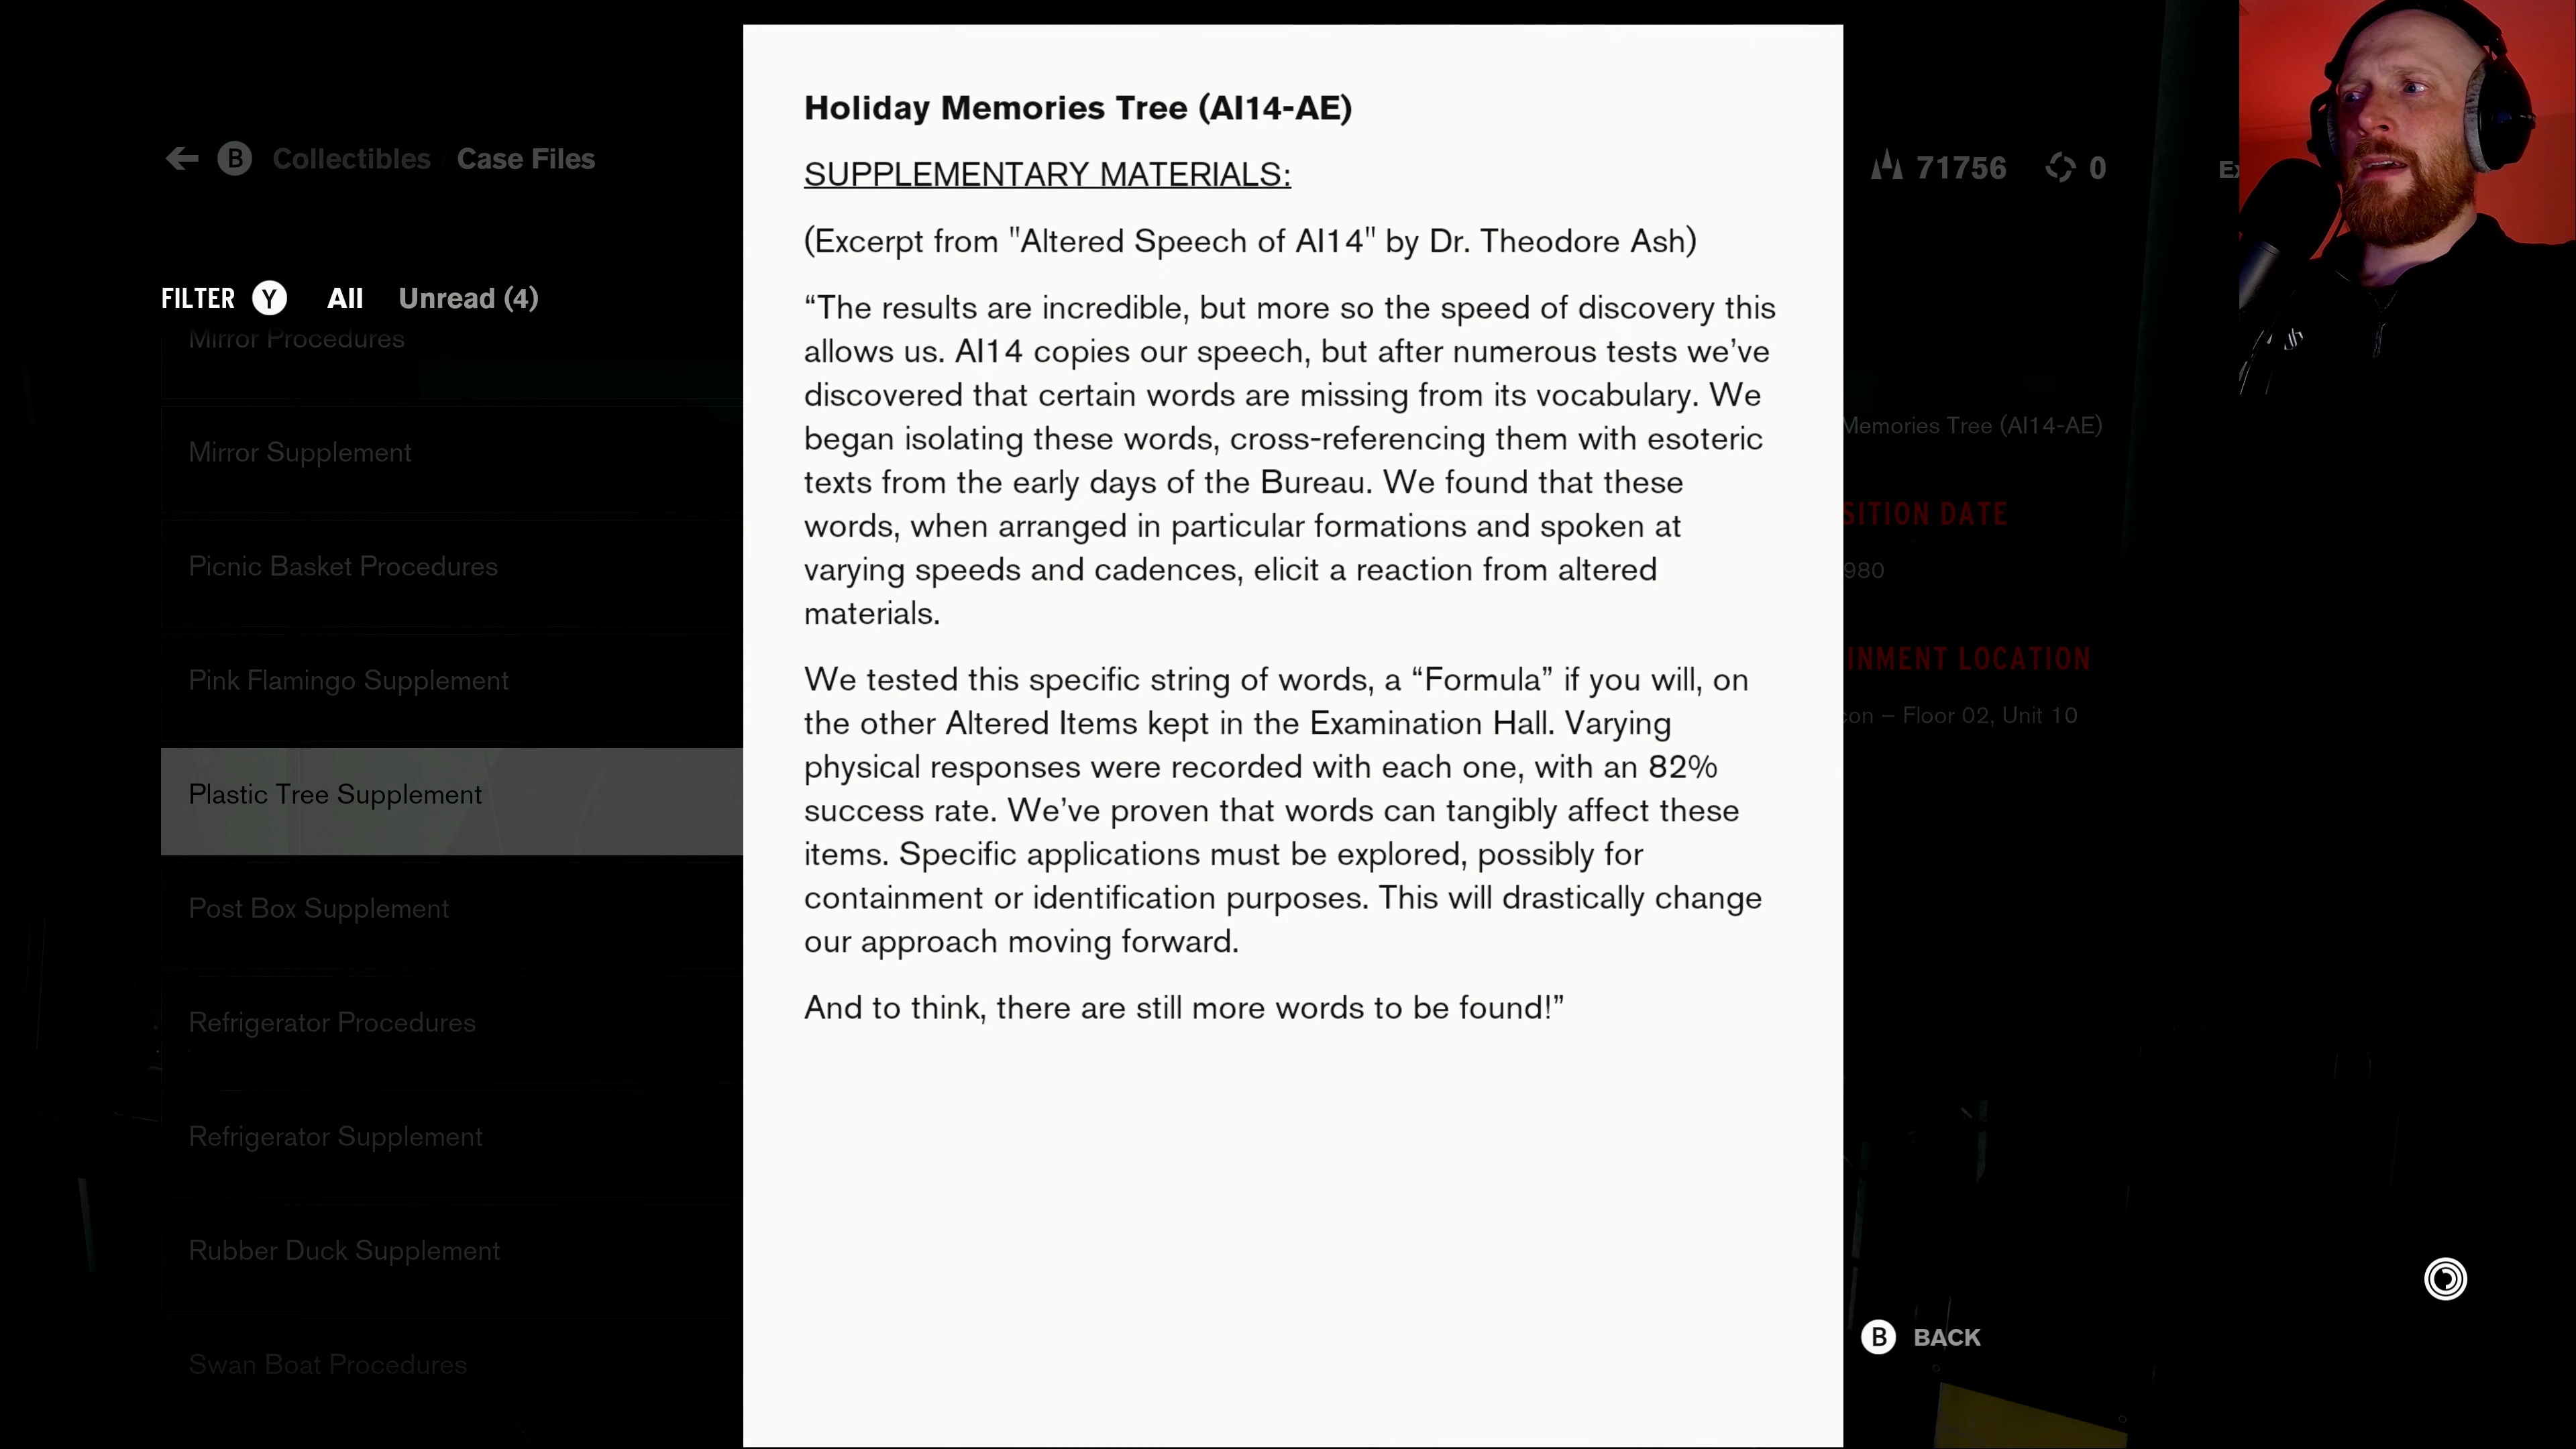 B Collectibles Case Files
71756 0
FILTER Y All Unread (4)
Mirror Procedures
Mirror Supplement
Picnic Basket Procedures
Pink Flamingo Supplement
Plastic Tree Supplement
Post Box Supplement
Refrigerator Procedures
Refrigerator Supplement
Rubber Duck Supplement
Swan Boat Procedures
Holiday Memories Tree (AI14-AE)
SUPPLEMENTARY MATERIALS:
(Excerpt from "Altered Speech of AI14" by Dr. Theodore Ash)
“The results are incredible, but more so the speed of discovery this
allows us. AI14 copies our speech, but after numerous tests we’ve
discovered that certain words are missing from its vocabulary. We
began isolating these words, cross-referencing them with esoteric
texts from the early days of the Bureau. We found that these
words, when arranged in particular formations and spoken at
varying speeds and cadences, elicit a reaction from altered
materials.
We tested this specific string of words, a “Formula” if you will, on
the other Altered Items kept in the Examination Hall. Varying
physical responses were recorded with each one, with an 82%
success rate. We’ve proven that words can tangibly affect these
items. Specific applications must be explored, possibly for
containment or identification purposes. This will drastically change
our approach moving forward.
And to think, there are still more words to be found!”
Memories Tree (AI14-AE)
SITION DATE
980
INMENT LOCATION
con – Floor 02, Unit 10
B BACK